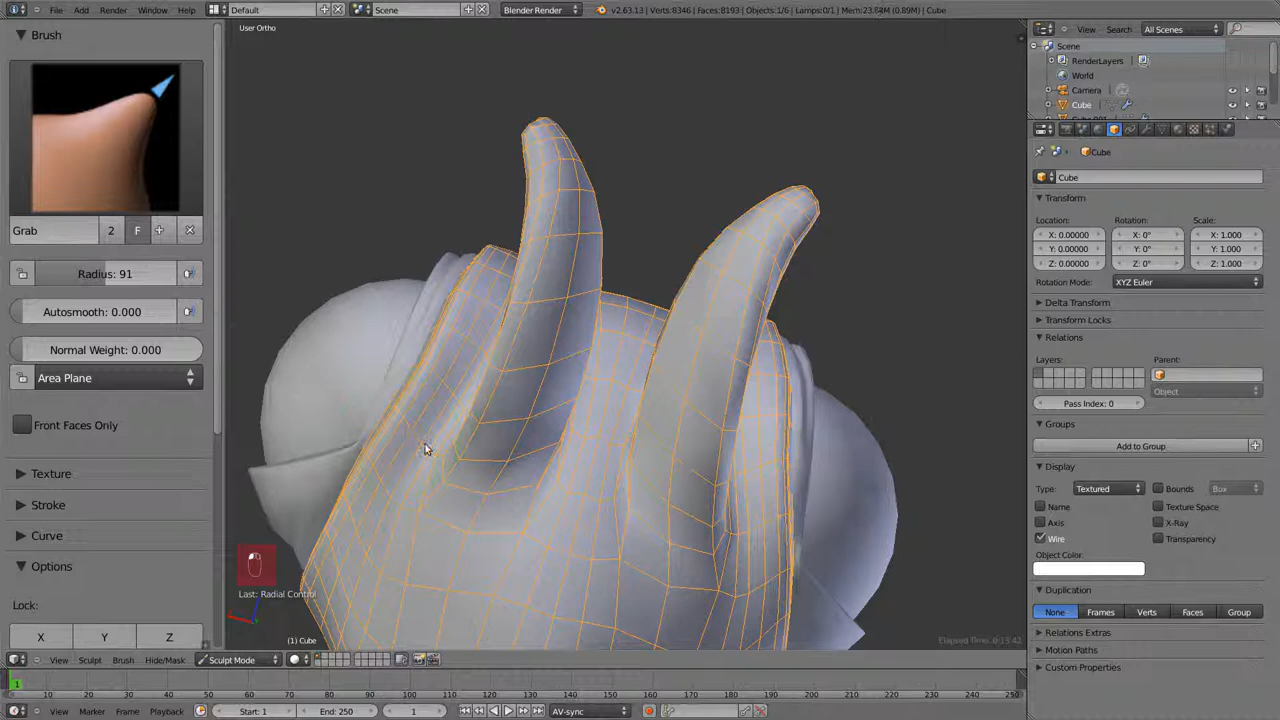 File Add Render Window Help
Default
Scene
Blender Render
v2.63.13 | Verts:8346 | Faces:8193 | Objects:1/6 | Lamps:0/1 | Mem:23.68M (0.89M) | Cube
User Ortho
View Search All Scenes
Scene
RenderLayers
World
Camera
Cube
Brush
Grab 2 F
Radius: 91
Autosmooth: 0.000
Normal Weight: 0.000
Area Plane
Front Faces Only
Texture
Stroke
Curve
Options
Lock:
X Y Z
Last: Radial Control
(1) Cube
Elapsed Time: 0:13:42
Cube
Cube
Transform
Location: Rotation: Scale:
X: 0.00000 X: 0° X: 1.000
Y: 0.00000 Y: 0° Y: 1.000
Z: 0.00000 Z: 0° Z: 1.000
Rotation Mode: XYZ Euler
Delta Transform
Transform Locks
Relations
Layers: Parent:
Object
Pass Index: 0
Groups
Add to Group
Display
Type: Textured Bounds Box
Name Texture Space
Axis X-Ray
Wire Transparency
Object Color:
Duplication
None Frames Verts Faces Group
Relations Extras
Motion Paths
Custom Properties
View Sculpt Brush Hide/Mask Sculpt Mode
1
0 10 20 30 40 50 60 70 80 90 100 110 120 130 140 150 160 170 180 190 200 210 220 230 240 250
View Marker Frame Playback Start: 1 End: 250 1 AV-sync